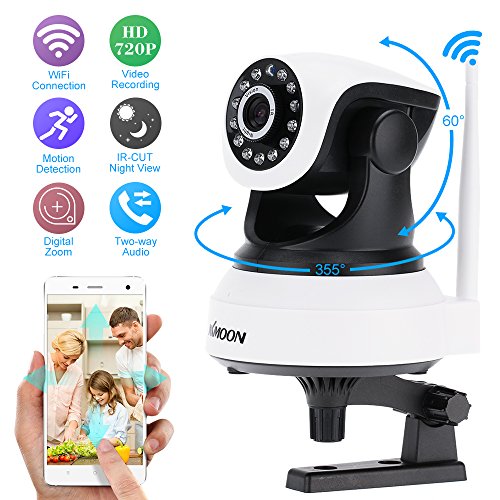 HD
720P
WiFi
Connection
Video
Recording
Motion
Detection
IR-CUT
Night View
Digital
Zoom
Two-way
Audio
60°
355°
KMOON